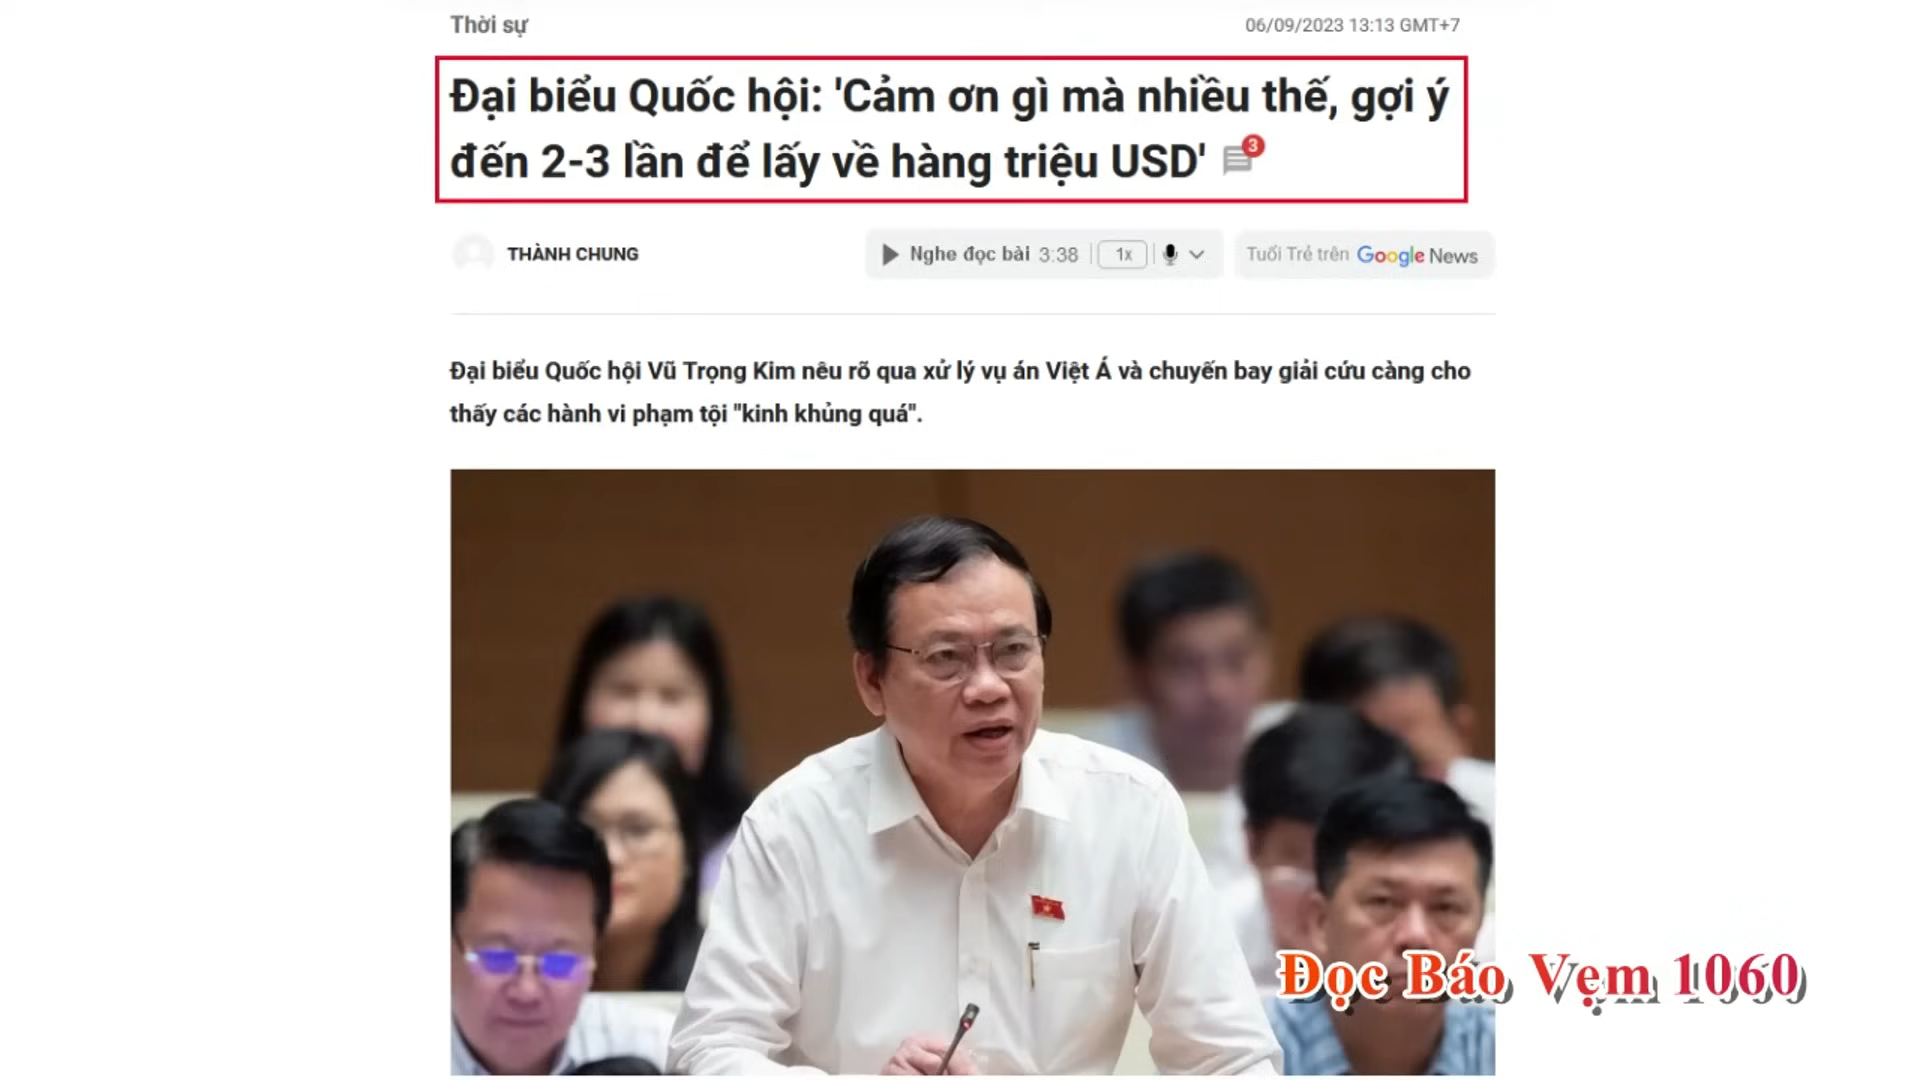 Thời sự
06/09/2023 13:13 GMT+7
Đại biểu Quốc hội: 'Cảm ơn gì mà nhiều thế, gợi ý
đến 2-3 lần để lấy về hàng triệu USD'
3
THÀNH CHUNG
Nghe đọc bài 3:38
1x
Tuổi Trẻ trên Google News
Đại biểu Quốc hội Vũ Trọng Kim nêu rõ qua xử lý vụ án Việt Á và chuyến bay giải cứu càng cho
thấy các hành vi phạm tội "kinh khủng quá".
Đọc Báo Vẹm 1060